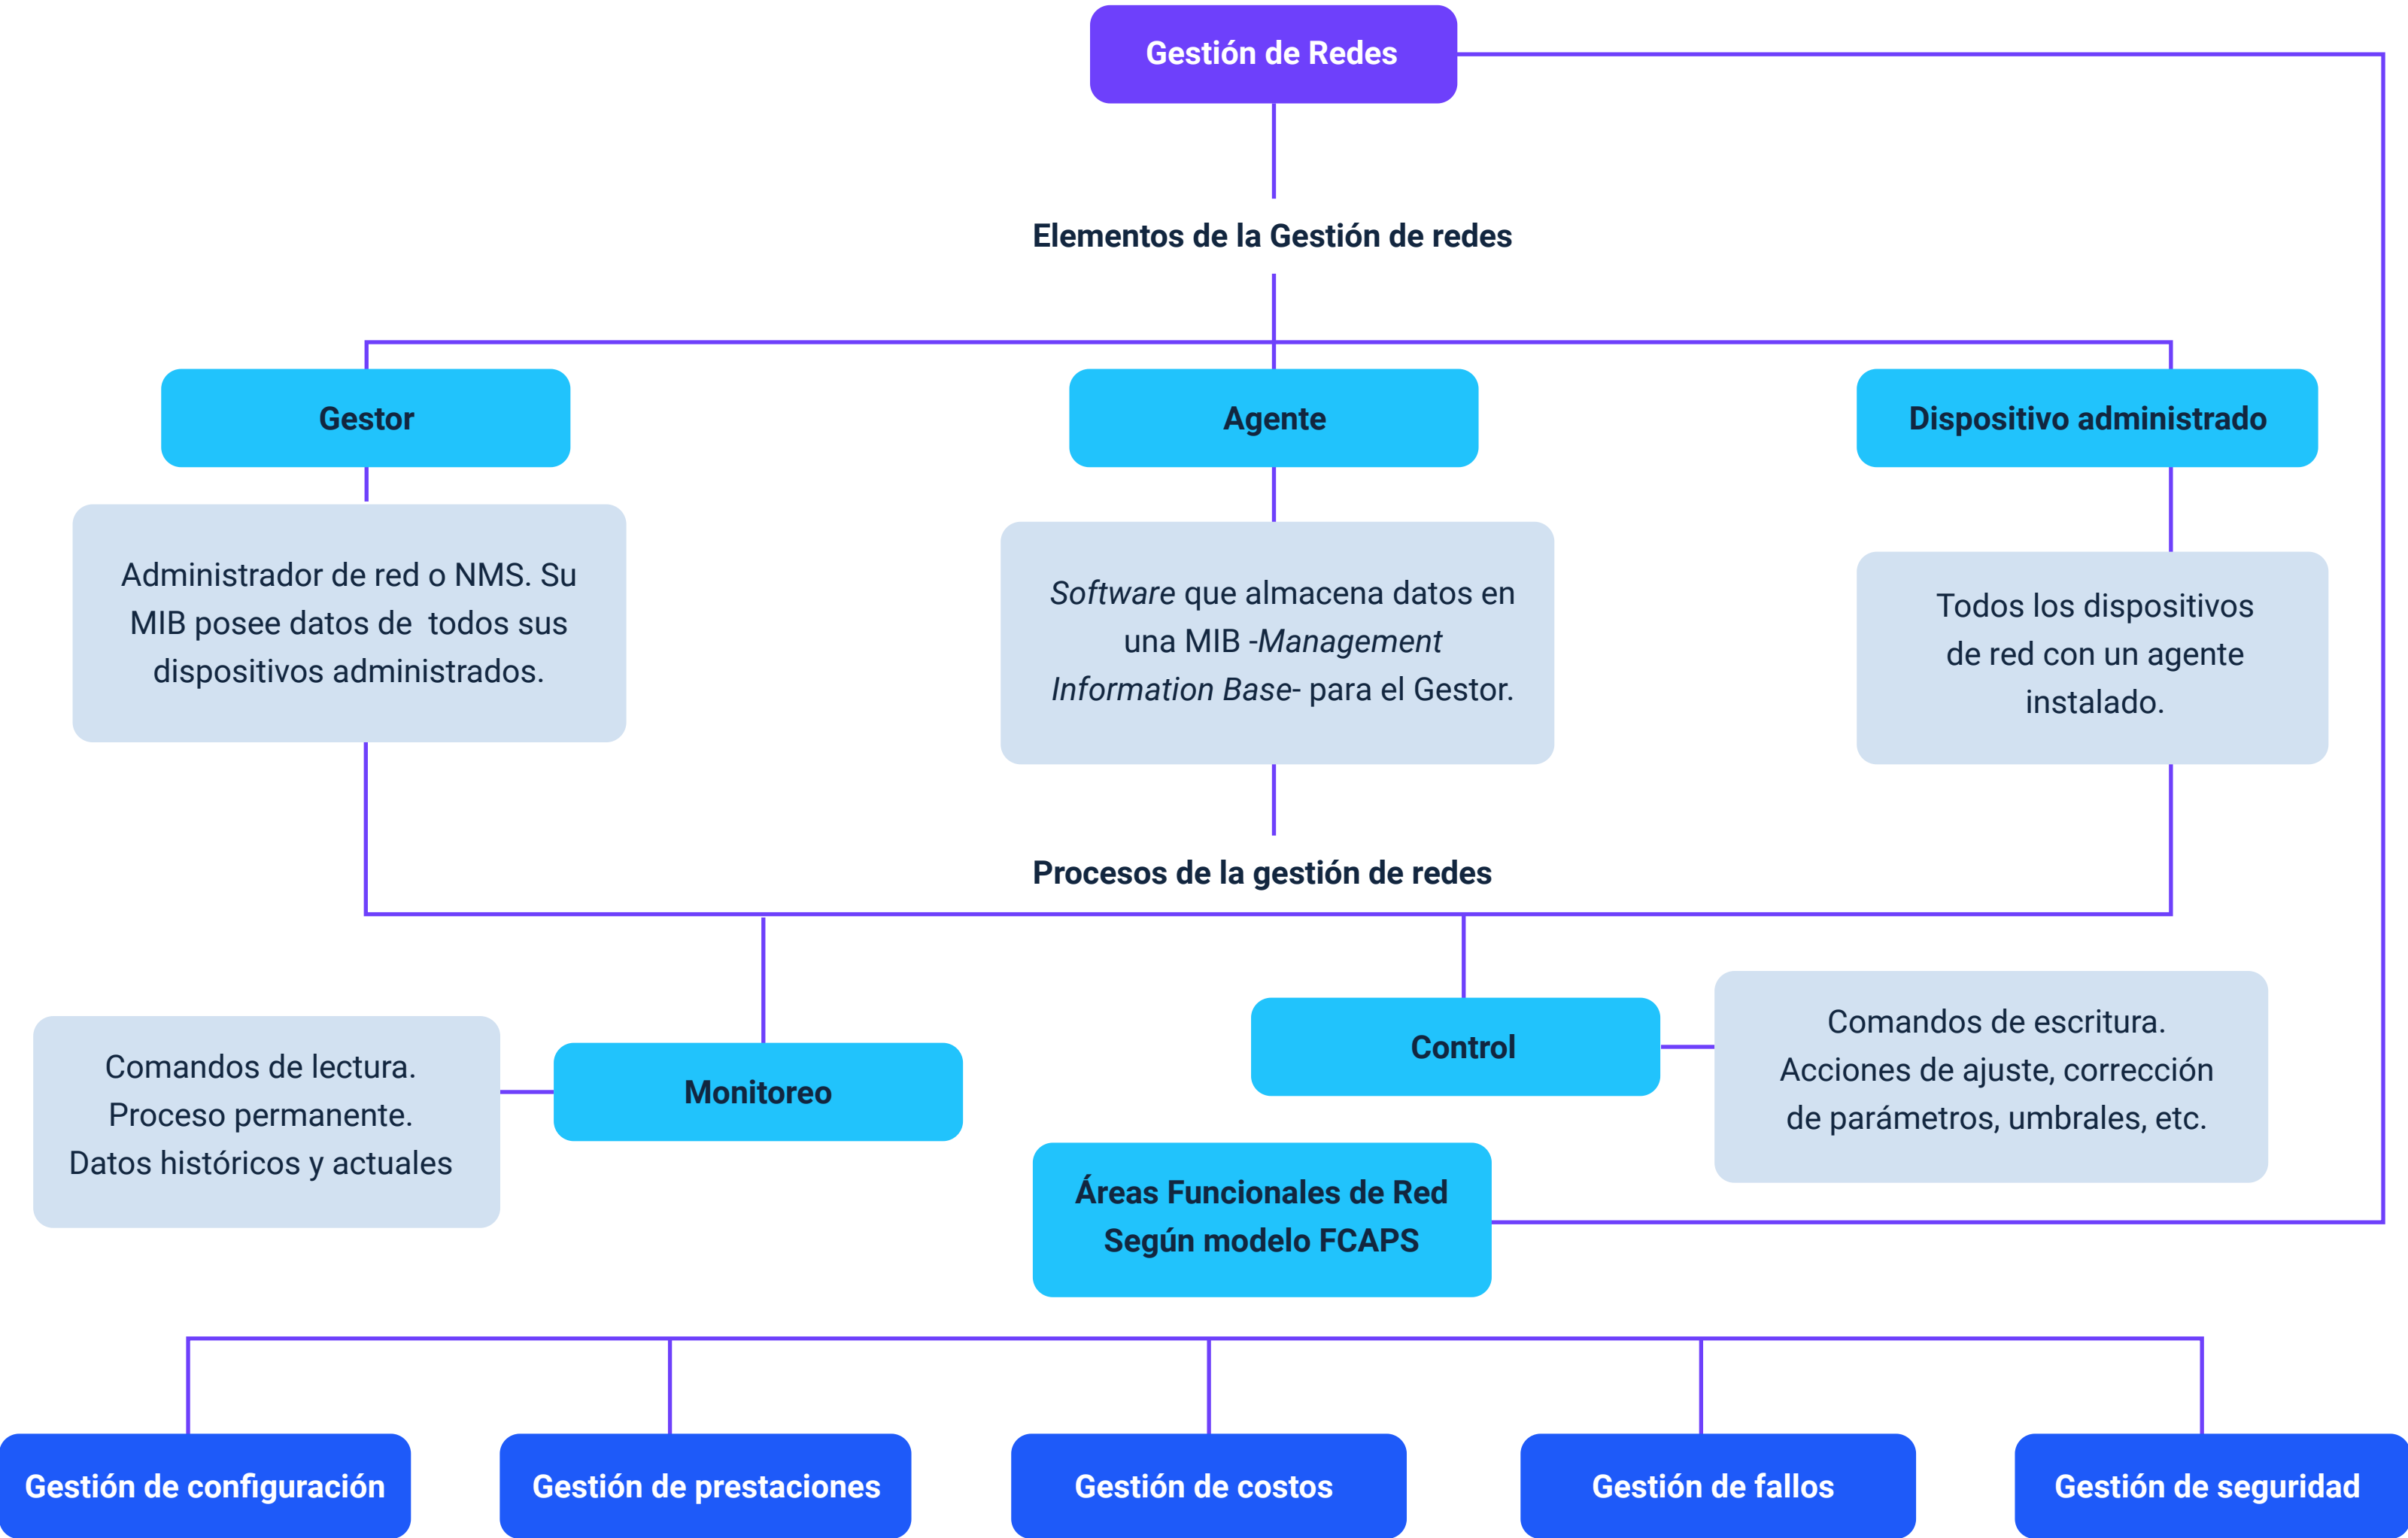 Gestión de Redes
Elementos de la Gestión de redes
Gestor
Agente
Dispositivo administrado
Administrador de red o NMS. Su
MIB posee datos de  todos sus
dispositivos administrados.
Software que almacena datos en
una MIB -Management
Information Base- para el Gestor.
Todos los dispositivos
de red con un agente
instalado.
Procesos de la gestión de redes
Comandos de lectura.
Proceso permanente.
Datos históricos y actuales
Monitoreo
Control
Comandos de escritura.
Acciones de ajuste, corrección
de parámetros, umbrales, etc.
Áreas Funcionales de Red
Según modelo FCAPS
Gestión de configuración
Gestión de prestaciones
Gestión de costos
Gestión de fallos
Gestión de seguridad